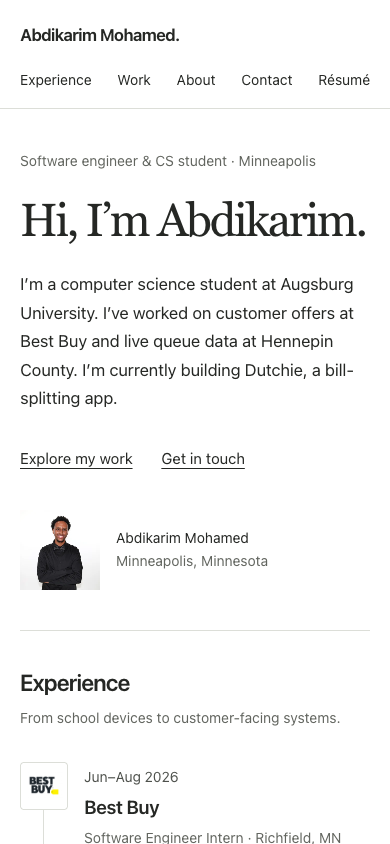 Abdikarim Mohamed.
Experience Work About Contact Résumé
Software engineer & CS student · Minneapolis
Hi, I’m Abdikarim.
I’m a computer science student at Augsburg
University. I’ve worked on customer offers at
Best Buy and live queue data at Hennepin
County. I’m currently building Dutchie, a bill-
splitting app.
Explore my work Get in touch
Abdikarim Mohamed
Minneapolis, Minnesota
Experience
From school devices to customer-facing systems.
BEST
BUY
Jun–Aug 2026
Best Buy
Software Engineer Intern · Richfield, MN